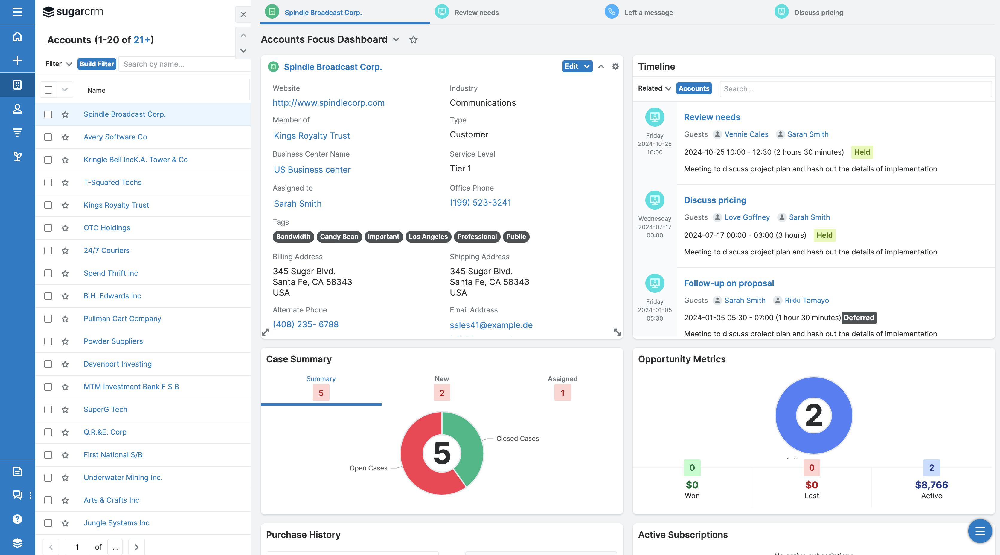 sugarcrm
Accounts (1-20 of 21+)
Filter
Build Filter
Search by name...
Name
Spindle Broadcast Corp.
Avery Software Co
Kringle Bell IncK.A. Tower & Co
T-Squared Techs
Kings Royalty Trust
OTC Holdings
24/7 Couriers
Spend Thrift Inc
B.H. Edwards Inc
Pullman Cart Company
Powder Suppliers
Davenport Investing
MTM Investment Bank F S B
SuperG Tech
Q.R.&E. Corp
First National S/B
Underwater Mining Inc.
Arts & Crafts Inc
Jungle Systems Inc
1 of ...
Spindle Broadcast Corp.
Review needs
Left a message
Discuss pricing
Accounts Focus Dashboard
Spindle Broadcast Corp.
Edit
Website
http://www.spindlecorp.com
Industry
Communications
Member of
Kings Royalty Trust
Type
Customer
Business Center Name
US Business center
Service Level
Tier 1
Assigned to
Sarah Smith
Office Phone
(199) 523-3241
Tags
Bandwidth Candy Bean Important Los Angeles Professional Public
Billing Address
345 Sugar Blvd.
Santa Fe, CA 58343
USA
Shipping Address
345 Sugar Blvd.
Santa Fe, CA 58343
USA
Alternate Phone
(408) 235- 6788
Email Address
sales41@example.de
Timeline
Related
Accounts
Search...
Friday
2024-10-25
10:00
Review needs
Guests Vennie Cales Sarah Smith
2024-10-25 10:00 - 12:30 (2 hours 30 minutes) Held
Meeting to discuss project plan and hash out the details of implementation
Wednesday
2024-07-17
00:00
Discuss pricing
Guests Love Goffney Sarah Smith
2024-07-17 00:00 - 03:00 (3 hours) Held
Meeting to discuss project plan and hash out the details of implementation
Friday
2024-01-05
05:30
Follow-up on proposal
Guests Sarah Smith Rikki Tamayo
2024-01-05 05:30 - 07:00 (1 hour 30 minutes) Deferred
Meeting to discuss project plan and hash out the details of implementation
Case Summary
Summary
5
New
2
Assigned
1
5
Closed Cases
Open Cases
Opportunity Metrics
2
0
$0
Won
0
$0
Lost
2
$8,766
Active
Purchase History
Active Subscriptions
No active subscriptions